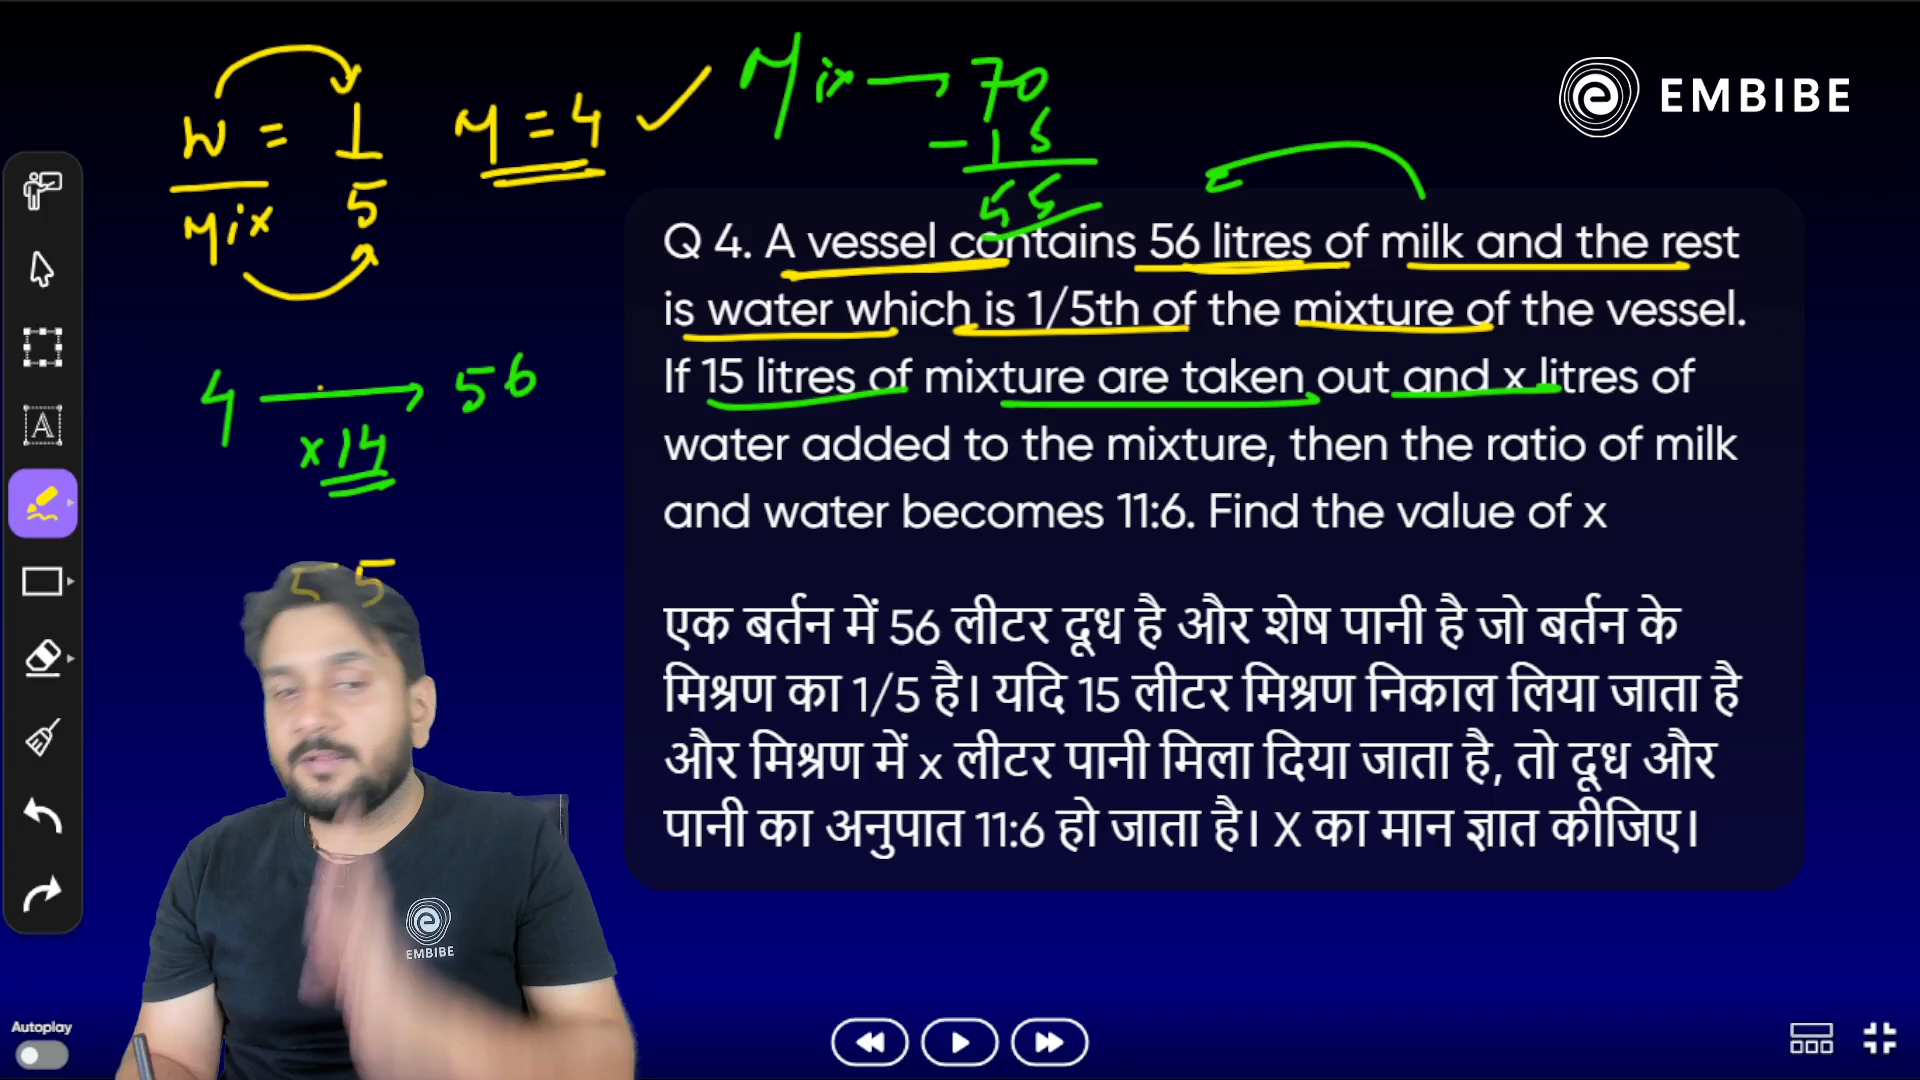 W = 1
Mix 5
M = 4
Mix → 70
- 15
55
EMBIBE
4 → 56
x 14
55
Q 4. A vessel contains 56 litres of milk and the rest
is water which is 1/5th of the mixture of the vessel.
If 15 litres of mixture are taken out and x litres of
water added to the mixture, then the ratio of milk
and water becomes 11:6. Find the value of x
एक बर्तन में 56 लीटर दूध है और शेष पानी है जो बर्तन के
मिश्रण का 1/5 है। यदि 15 लीटर मिश्रण निकाल लिया जाता है
और मिश्रण में x लीटर पानी मिला दिया जाता है, तो दूध और
पानी का अनुपात 11:6 हो जाता है। X का मान ज्ञात कीजिए।
EMBIBE
Autoplay
A